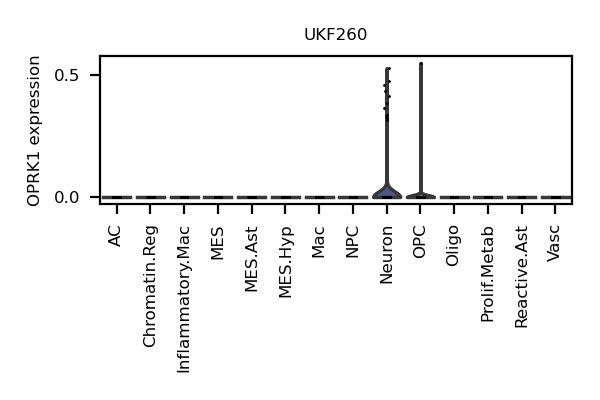 UKF260
OPRK1 expression
0.5
0.0
AC
Chromatin.Reg
Inflammatory.Mac
MES
MES.Ast
MES.Hyp
Mac
NPC
Neuron
OPC
Oligo
Prolif.Metab
Reactive.Ast
Vasc